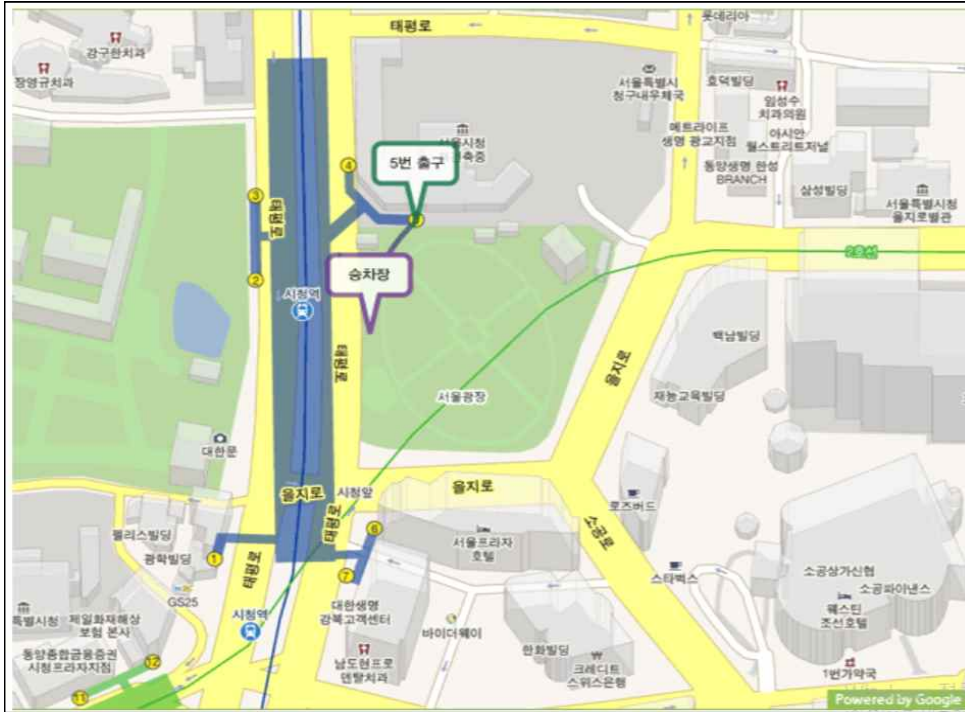 태평로
롯데리아
강구한치과
장영규치과
서울특별시
청구내우체국
호덕빌딩
임성수
치과의원
서울시청
메트라이프
생명 광교지점
아시안
월스트리트저널
5번 출구
4
동양생명 한성
BRANCH
삼성빌딩
서울특별시청
을지로별관
3
태평로
2호선
승차장
2
시청역
백남빌딩
태평로
을지로
재능교육빌딩
서울광장
대한문
을지로
시청앞
을지로
로즈버드
태평로
6
소공로
펠리스빌딩
서울프라자
호텔
광학빌딩
1
태평로
7
스타벅스
소공상가신협
소공파이낸스
GS25
대한생명
강북고객센터
웨스틴
조선호텔
특별시청
제일화재해상
보험 본사
시청역
바이더웨이
동양종합금융증권
시청프라자지점
12
남도현프로
덴탈치과
한화빌딩
크레디트
스위스은행
1번가약국
11
Powered by Google